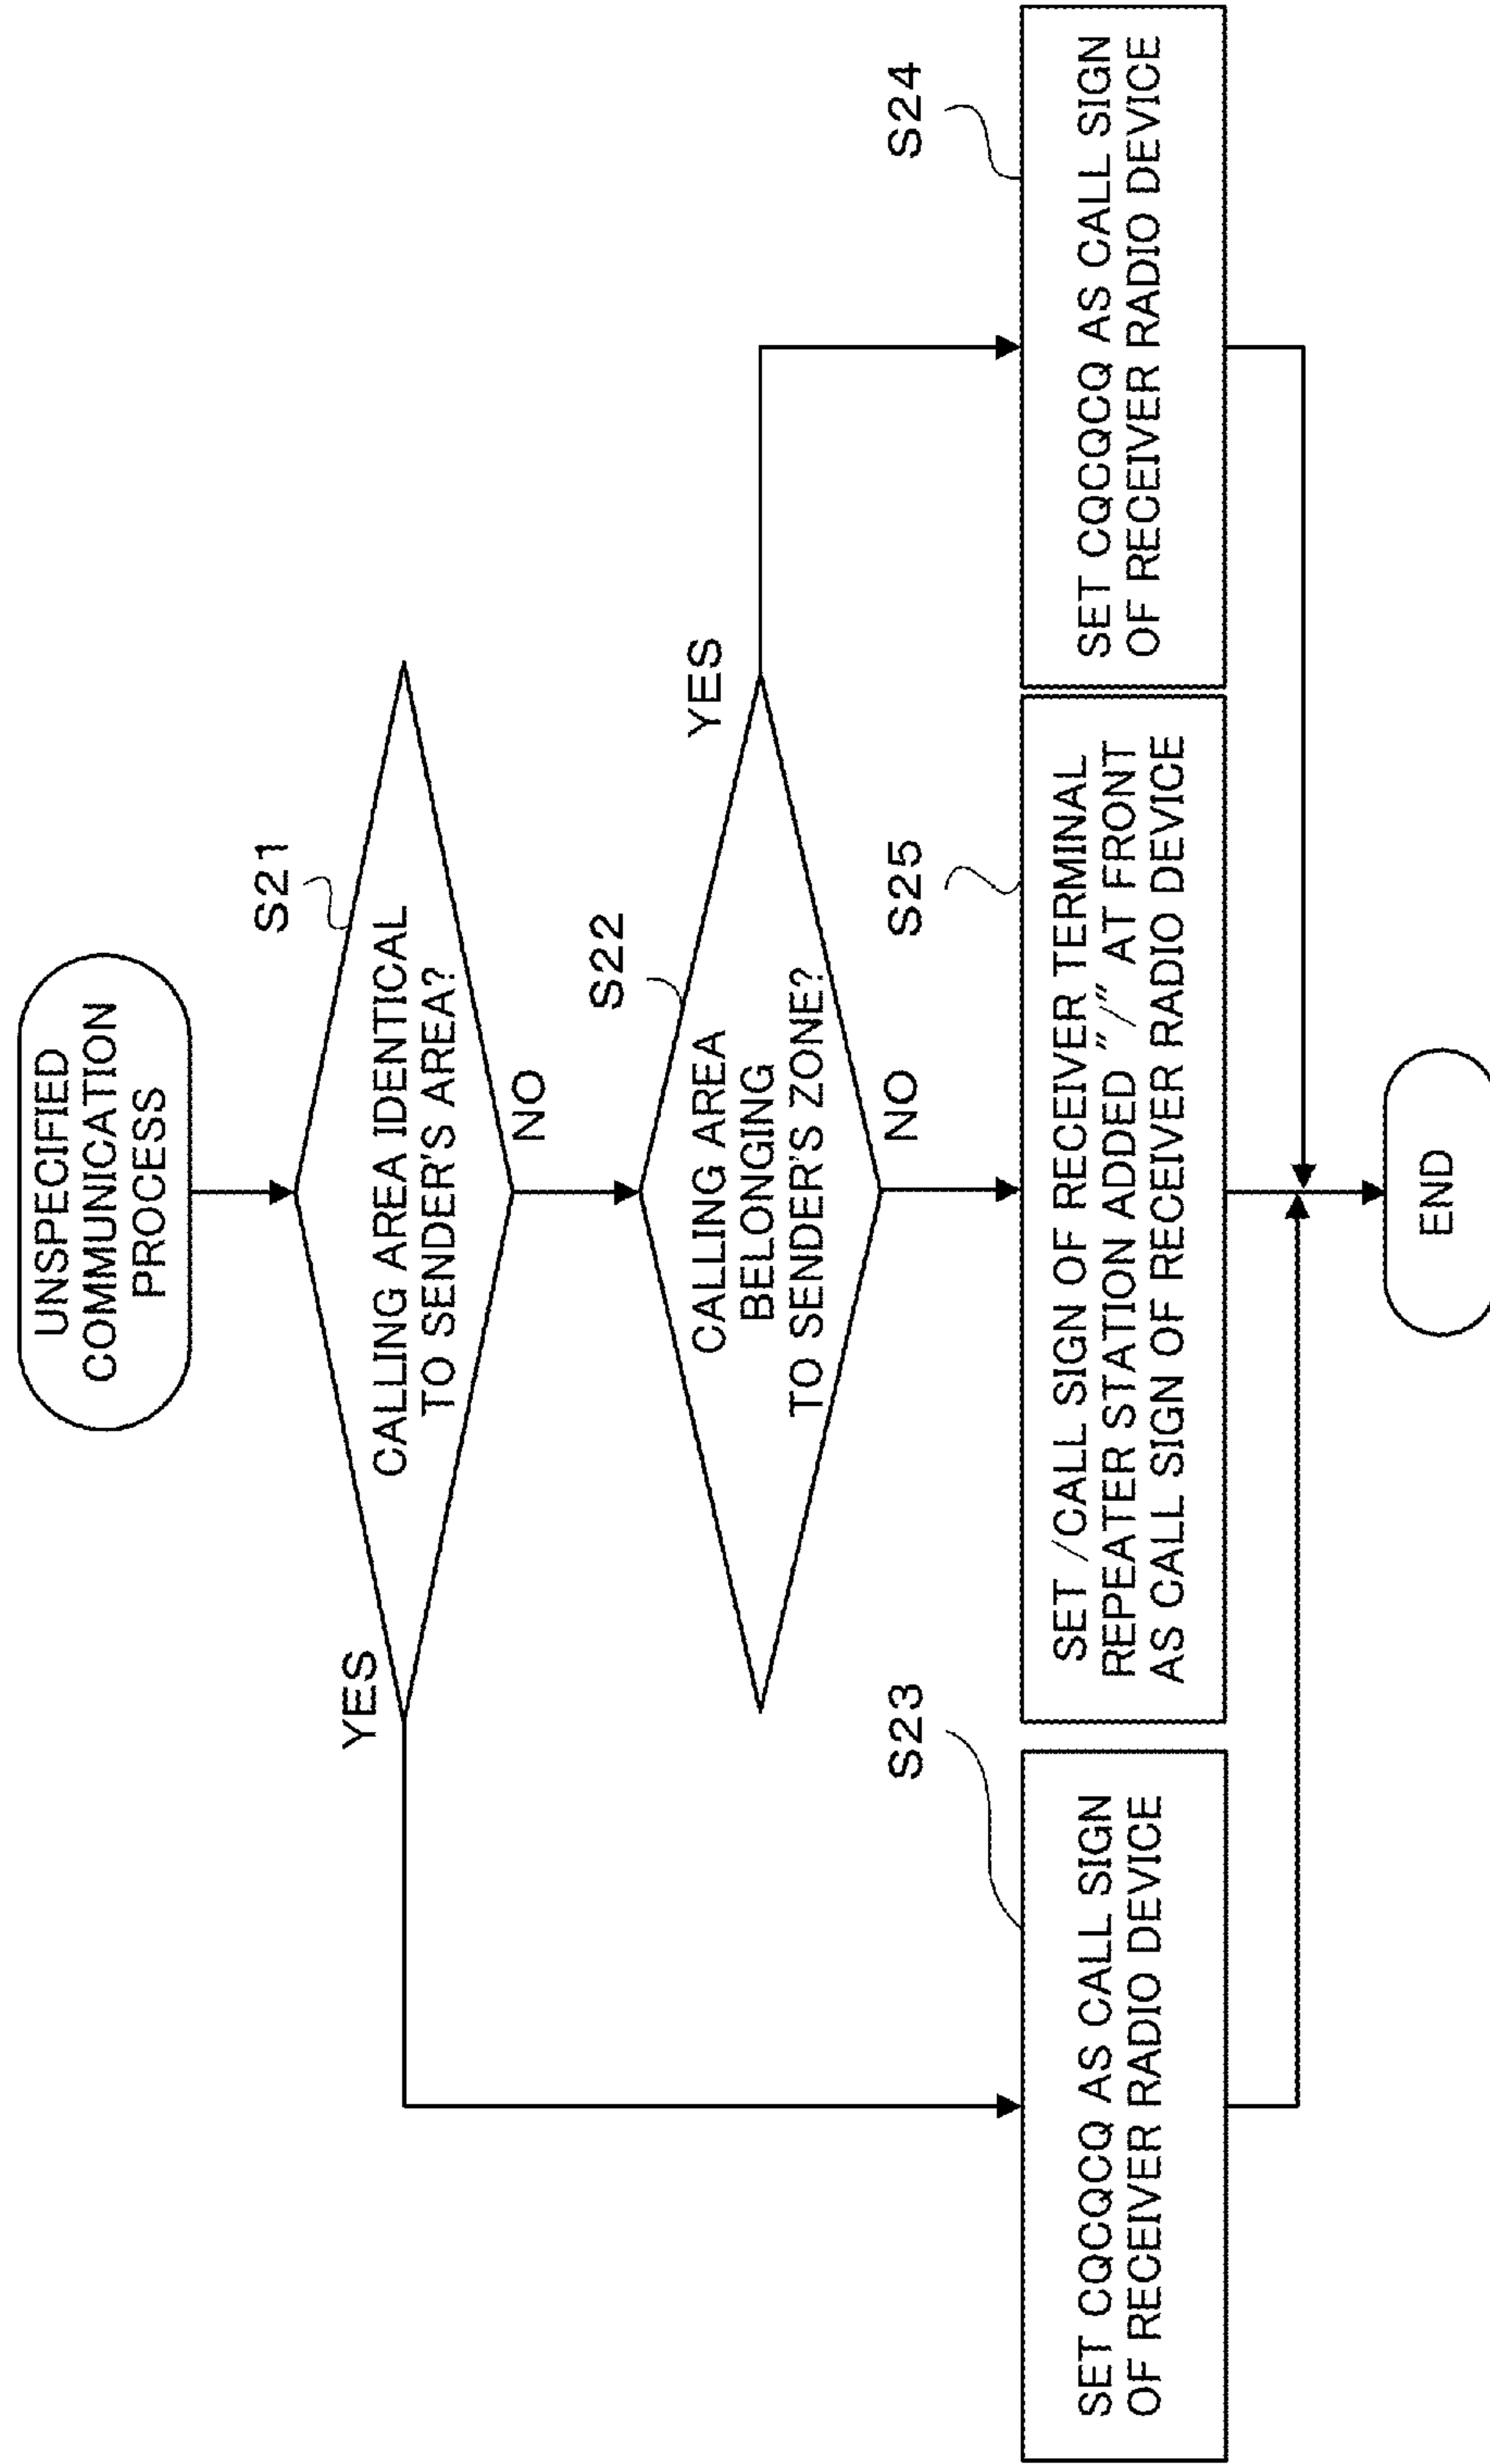 UNSPECIFIED
COMMUNICATION
PROCESS
S21
CALLING AREA IDENTICAL
TO SENDER'S AREA?
YES
NO
S22
CALLING AREA
BELONGING
TO SENDER'S ZONE?
YES
NO
S23
SET CQCQCQ AS CALL SIGN
OF RECEIVER RADIO DEVICE
S25
SET /CALL SIGN OF RECEIVER TERMINAL
REPEATER STATION ADDED "/" AT FRONT
AS CALL SIGN OF RECEIVER RADIO DEVICE
S24
SET CQCQCQ AS CALL SIGN
OF RECEIVER RADIO DEVICE
END